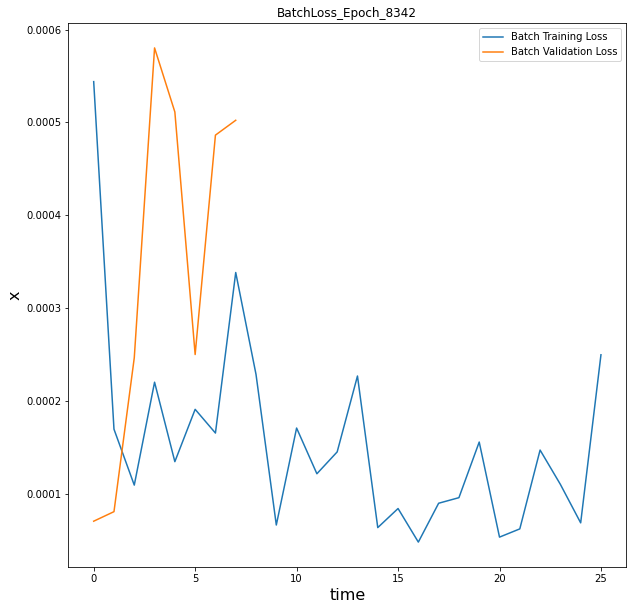 BatchLoss_Epoch_8342
Batch Training Loss
Batch Validation Loss
0.0006
0.0005
0.0004
0.0003
0.0002
0.0001
x
0 5 10 15 20 25
time